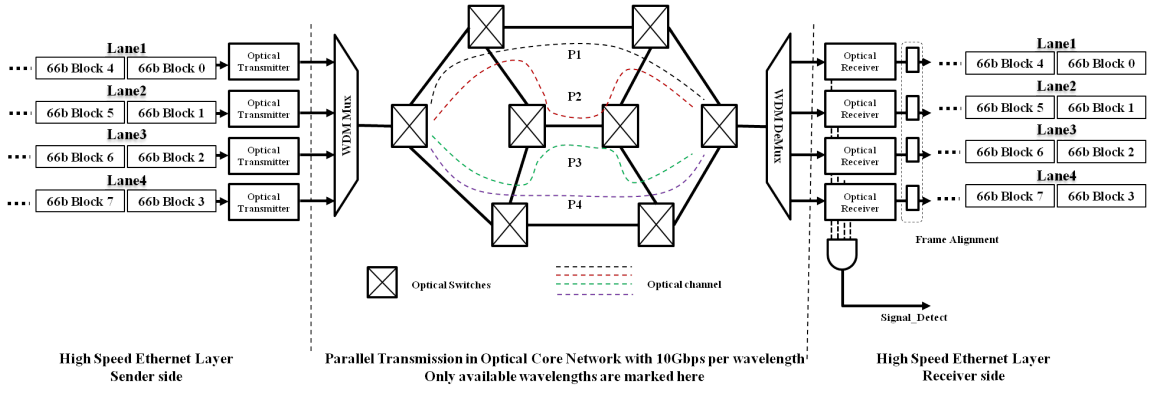 Lane1
66b Block 4
66b Block 0
Optical
Transmitter
Lane2
66b Block 5
66b Block 1
Optical
Transmitter
Lane3
66b Block 6
66b Block 2
Optical
Transmitter
Lane4
66b Block 7
66b Block 3
Optical
Transmitter
WDM Mux
P1
P2
P3
P4
WDM DeMux
Optical
Receiver
Lane1
66b Block 4
66b Block 0
Optical
Receiver
Lane2
66b Block 5
66b Block 1
Optical
Receiver
Lane3
66b Block 6
66b Block 2
Optical
Receiver
Lane4
66b Block 7
66b Block 3
Frame Alignment
Signal_Detect
Optical Switches
Optical channel
High Speed Ethernet Layer
Sender side
Parallel Transmission in Optical Core Network with 10Gbps per wavelength
Only available wavelengths are marked here
High Speed Ethernet Layer
Receiver side